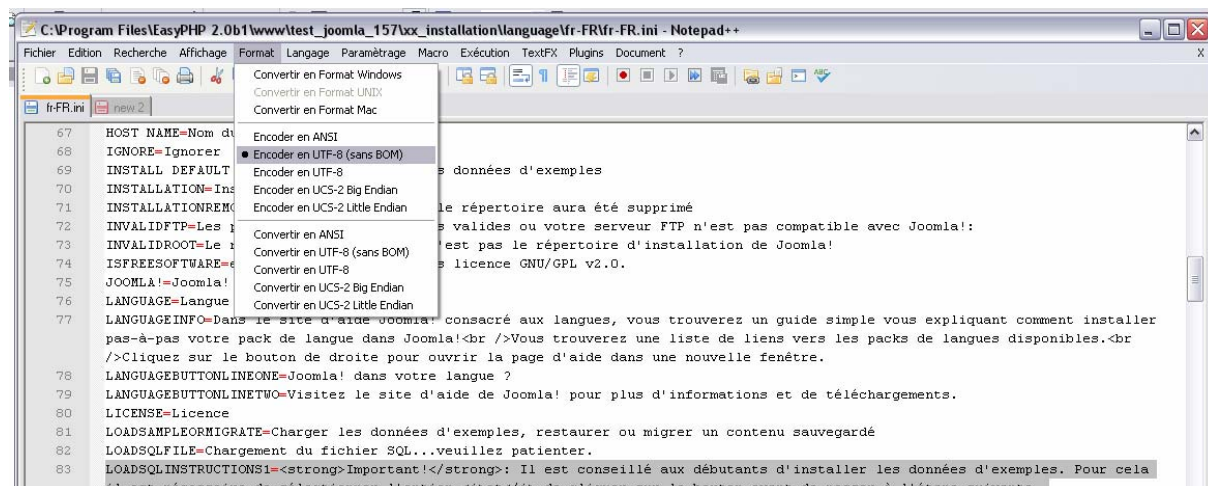 C:\Program Files\EasyPHP 2.0b1\www\test_joomla_157\xx_installation\language\fr-FR\fr-FR.ini - Notepad++
Fichier Edition Recherche Affichage Format Langage Paramètrage Macro Exécution TextFX Plugins Document ? X
Convertir en Format Windows
Convertir en Format UNIX
Convertir en Format Mac
Encoder en ANSI
Encoder en UTF-8 (sans BOM)
Encoder en UTF-8
Encoder en UCS-2 Big Endian
Encoder en UCS-2 Little Endian
Convertir en ANSI
Convertir en UTF-8 (sans BOM)
Convertir en UTF-8
Convertir en UCS-2 Big Endian
Convertir en UCS-2 Little Endian
fr-FR.ini new 2
67 HOST NAME=Nom du
68 IGNORE=Ignorer
69 INSTALL DEFAULT s données d'exemples
70 INSTALLATION=Ins
71 INSTALLATIONREMO le répertoire aura été supprimé
72 INVALIDFTP=Les p s valides ou votre serveur FTP n'est pas compatible avec Joomla!:
73 INVALIDROOT=Le r 'est pas le répertoire d'installation de Joomla!
74 ISFREESOFTWARE=e s licence GNU/GPL v2.0.
75 JOOMLA!=Joomla!
76 LANGUAGE=Langue
77 LANGUAGEINFO=Dans le site d'aide Joomla! consacré aux langues, vous trouverez un guide simple vous expliquant comment installer
pas-à-pas votre pack de langue dans Joomla!<br />Vous trouverez une liste de liens vers les packs de langues disponibles.<br
/>Cliquez sur le bouton de droite pour ouvrir la page d'aide dans une nouvelle fenêtre.
78 LANGUAGEBUTTONLINEONE=Joomla! dans votre langue ?
79 LANGUAGEBUTTONLINETWO=Visitez le site d'aide de Joomla! pour plus d'informations et de téléchargements.
80 LICENSE=Licence
81 LOADSAMPLEORMIGRATE=Charger les données d'exemples, restaurer ou migrer un contenu sauvegardé
82 LOADSQLFILE=Chargement du fichier SQL...veuillez patienter.
83 LOADSQLINSTRUCTIONS1=<strong>Important!</strong>: Il est conseillé aux débutants d'installer les données d'exemples. Pour cela